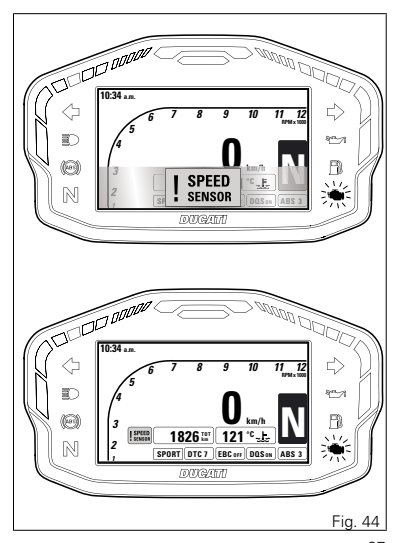 10:34 a.m.
6 7 8 9 10 11 12
RPM x 1000
5
4
3
2
1
0 km/h
N
! SPEED SENSOR
°C
DQS ON ABS 3
ABS
N
DUCATI
10:34 a.m.
6 7 8 9 10 11 12
RPM x 1000
5
4
3
2
1
0 km/h
N
! SPEED SENSOR
1826 TOT km
121 °C
SPORT DTC 7 EBC OFF DQS ON ABS 3
ABS
N
DUCATI
Fig. 44